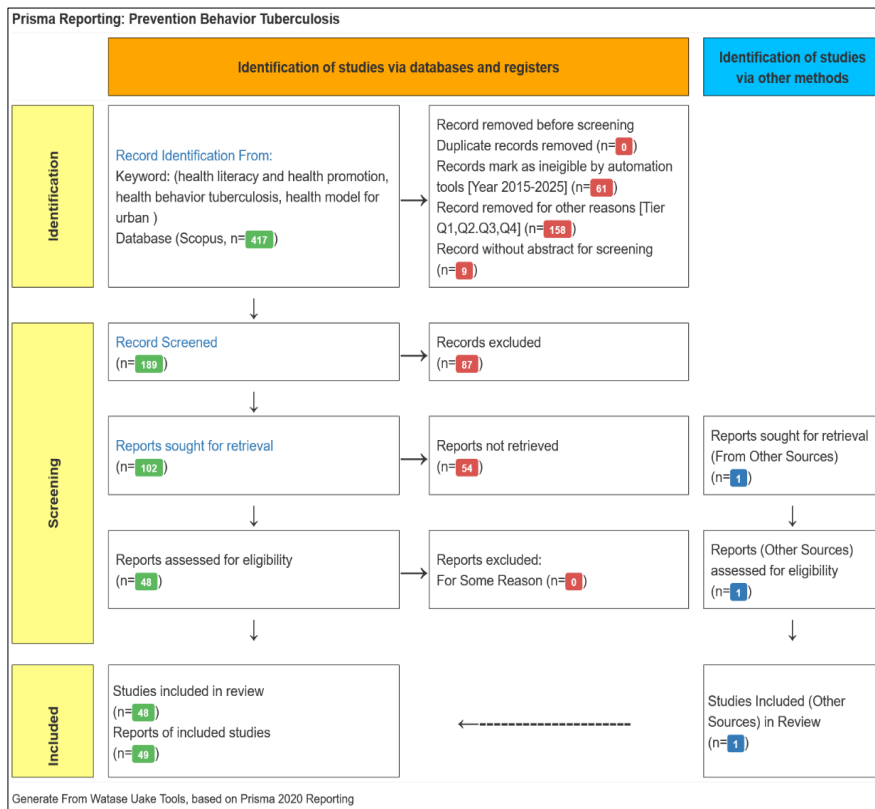 Prisma Reporting: Prevention Behavior Tuberculosis
Identification of studies via databases and registers
Identification of studies
via other methods
Identification
Record Identification From:
Keyword: (health literacy and health promotion,
health behavior tuberculosis, health model for
urban )
Database (Scopus, n=417)
Record removed before screening
Duplicate records removed (n=0)
Records mark as ineigible by automation
tools [Year 2015-2025] (n=61)
Record removed for other reasons [Tier
Q1,Q2.Q3,Q4] (n=158)
Record without abstract for screening
(n=9)
Screening
Record Screened
(n=189)
Records excluded
(n=87)
Reports sought for retrieval
(n=102)
Reports not retrieved
(n=54)
Reports sought for retrieval
(From Other Sources)
(n=1)
Reports assessed for eligibility
(n=48)
Reports excluded:
For Some Reason (n=0)
Reports (Other Sources)
assessed for eligibility
(n=1)
Included
Studies included in review
(n=48)
Reports of included studies
(n=49)
Studies Included (Other
Sources) in Review
(n=1)
Generate From Watase Uake Tools, based on Prisma 2020 Reporting